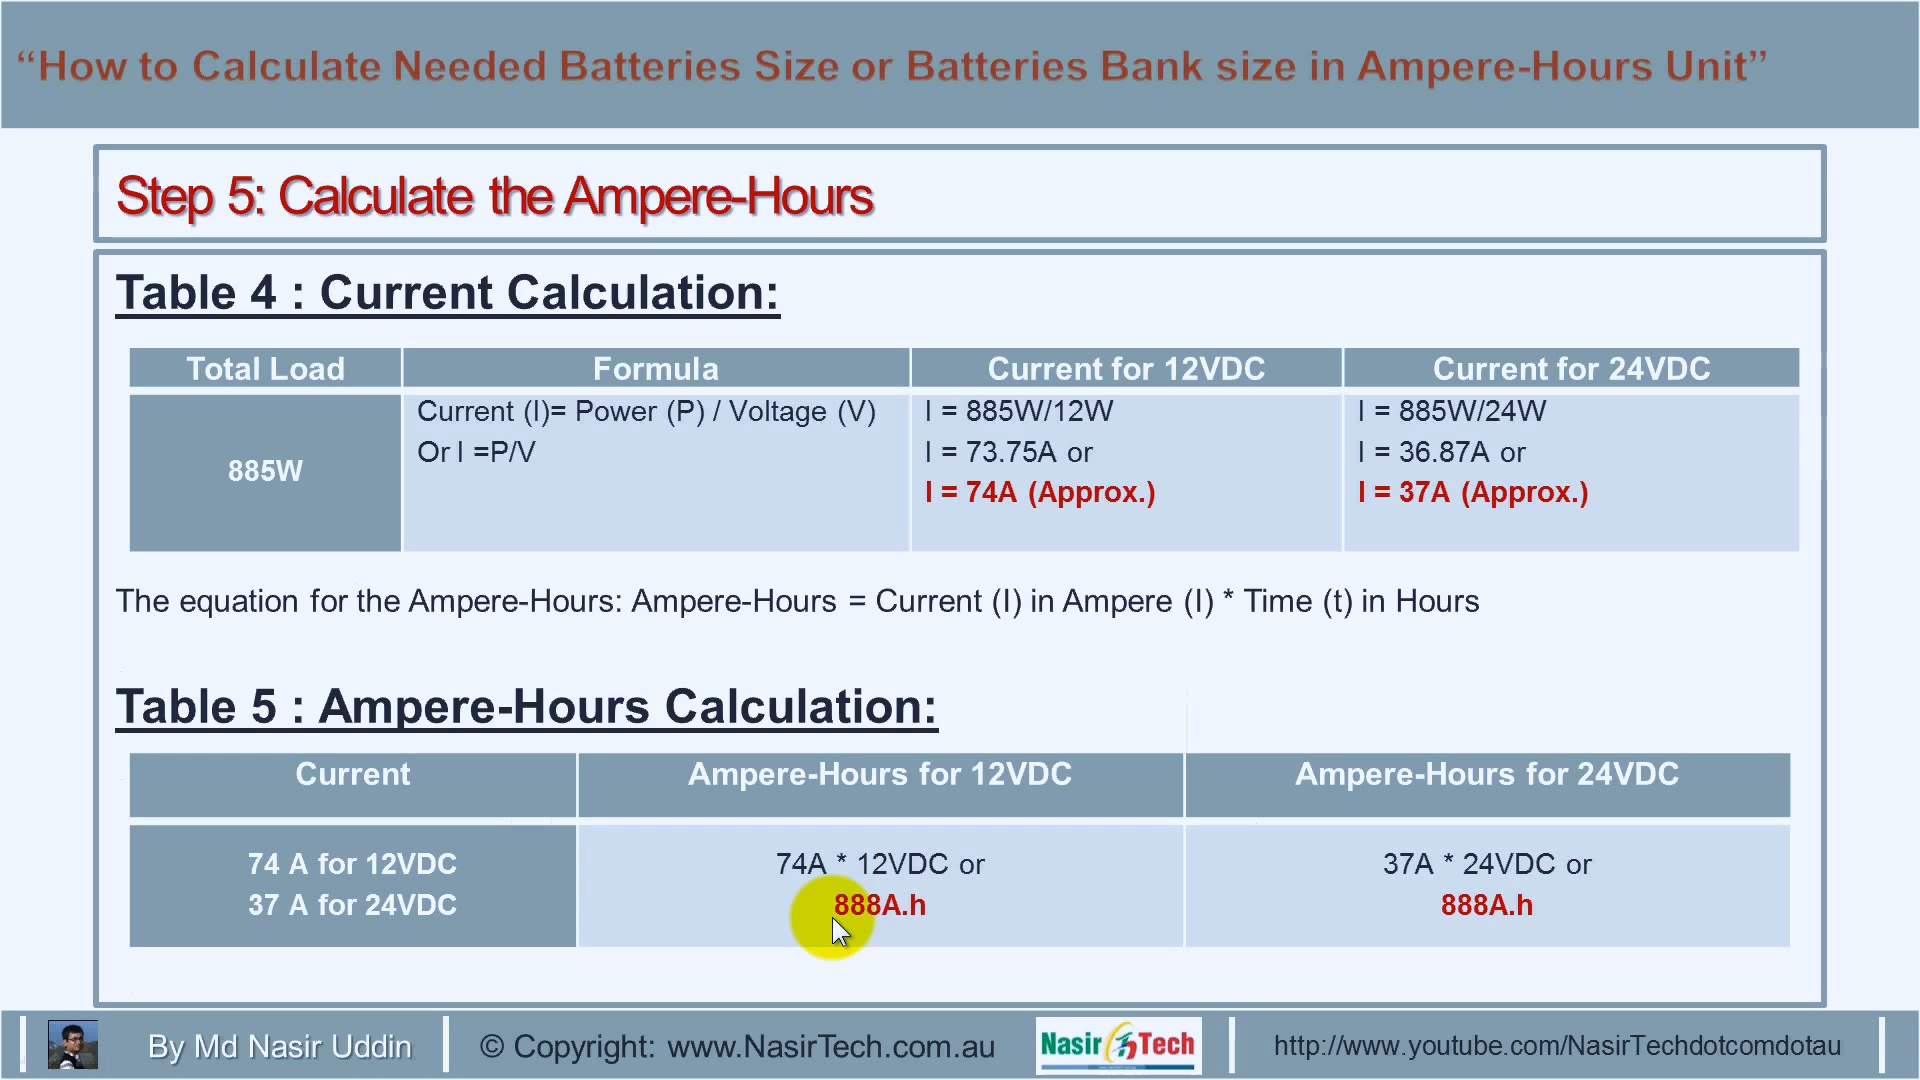 “How to Calculate Needed Batteries Size or Batteries Bank size in Ampere-Hours Unit”
Step 5: Calculate the Ampere-Hours
Table 4 : Current Calculation:
Total Load Formula Current for 12VDC Current for 24VDC
885W
Current (I)= Power (P) / Voltage (V)
Or I =P/V
I = 885W/12W
I = 73.75A or
I = 74A (Approx.)
I = 885W/24W
I = 36.87A or
I = 37A (Approx.)
The equation for the Ampere-Hours: Ampere-Hours = Current (I) in Ampere (I) * Time (t) in Hours
Table 5 : Ampere-Hours Calculation:
Current Ampere-Hours for 12VDC Ampere-Hours for 24VDC
74 A for 12VDC
37 A for 24VDC
74A * 12VDC or
888A.h
37A * 24VDC or
888A.h
By Md Nasir Uddin
© Copyright: www.NasirTech.com.au
Nasir Tech
http://www.youtube.com/NasirTechdotcomdotau